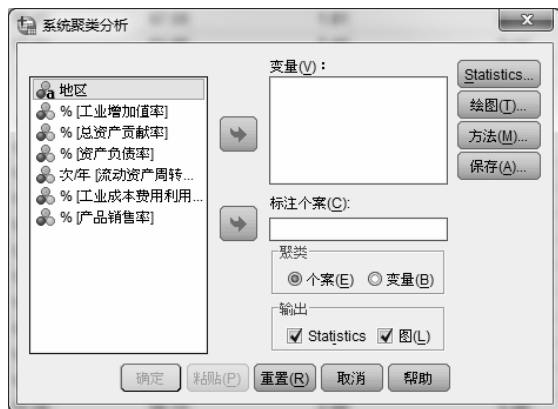 系统聚类分析
地区
% [工业增加值率]
% [总资产贡献率]
% [资产负债率]
次/年 [流动资产周转...
% [工业成本费用利用...
% [产品销售率]
变量(V)：
标注个案(C):
聚类
个案(E) 变量(B)
输出
Statistics 图(L)
Statistics...
绘图(T)...
方法(M)...
保存(A)...
确定 粘贴(P) 重置(R) 取消 帮助